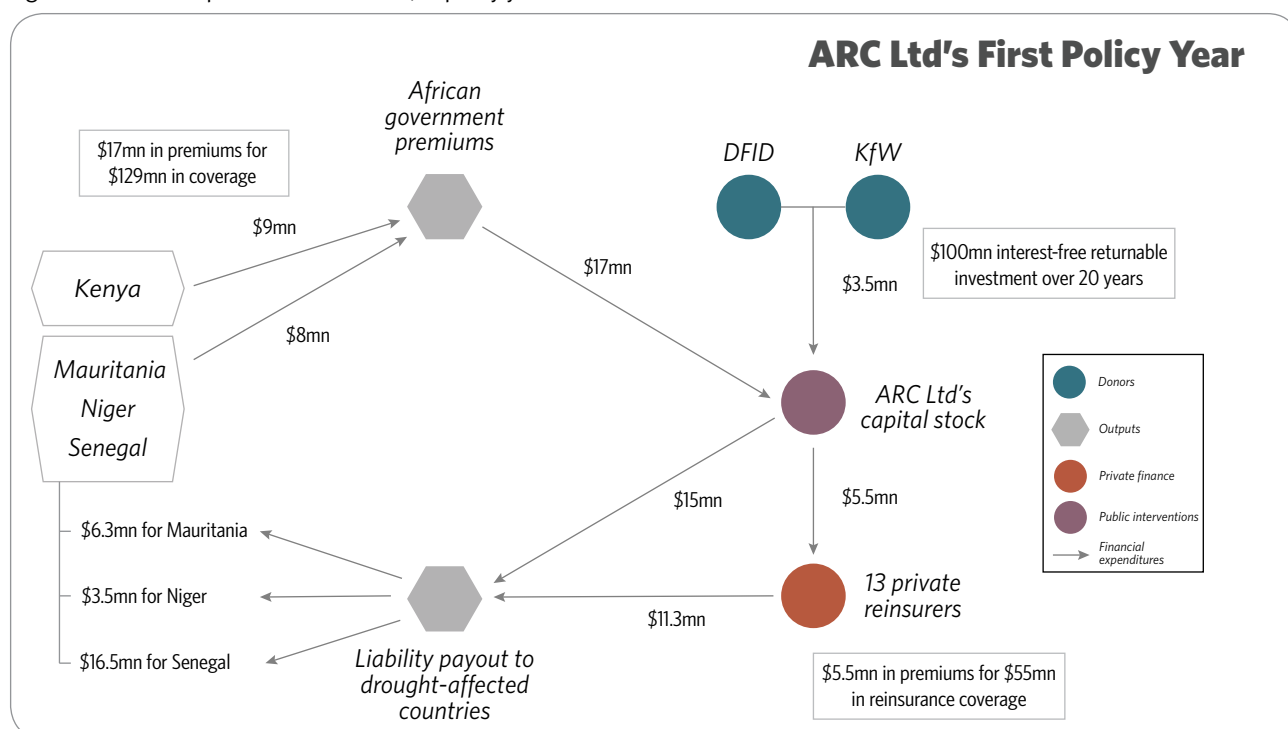 ARC Ltd's First Policy Year
African
government
premiums
$17mn in premiums for
$129mn in coverage
DFID
KfW
$9mn
$17mn
$100mn interest-free returnable
investment over 20 years
$3.5mn
Kenya
$8mn
Mauritania
Niger
Senegal
ARC Ltd's
capital stock
Donors
Outputs
Private finance
Public interventions
Financial
expenditures
$15mn
$5.5mn
$6.3mn for Mauritania
$3.5mn for Niger
$16.5mn for Senegal
13 private
reinsurers
$11.3mn
Liability payout to
drought-affected
countries
$5.5mn in premiums for $55mn
in reinsurance coverage